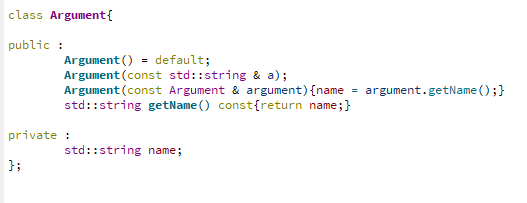 class Argument{
public :
Argument() = default;
Argument(const std::string & a);
Argument(const Argument & argument){name = argument.getName();}
std::string getName() const{return name;}
private :
std::string name;
};